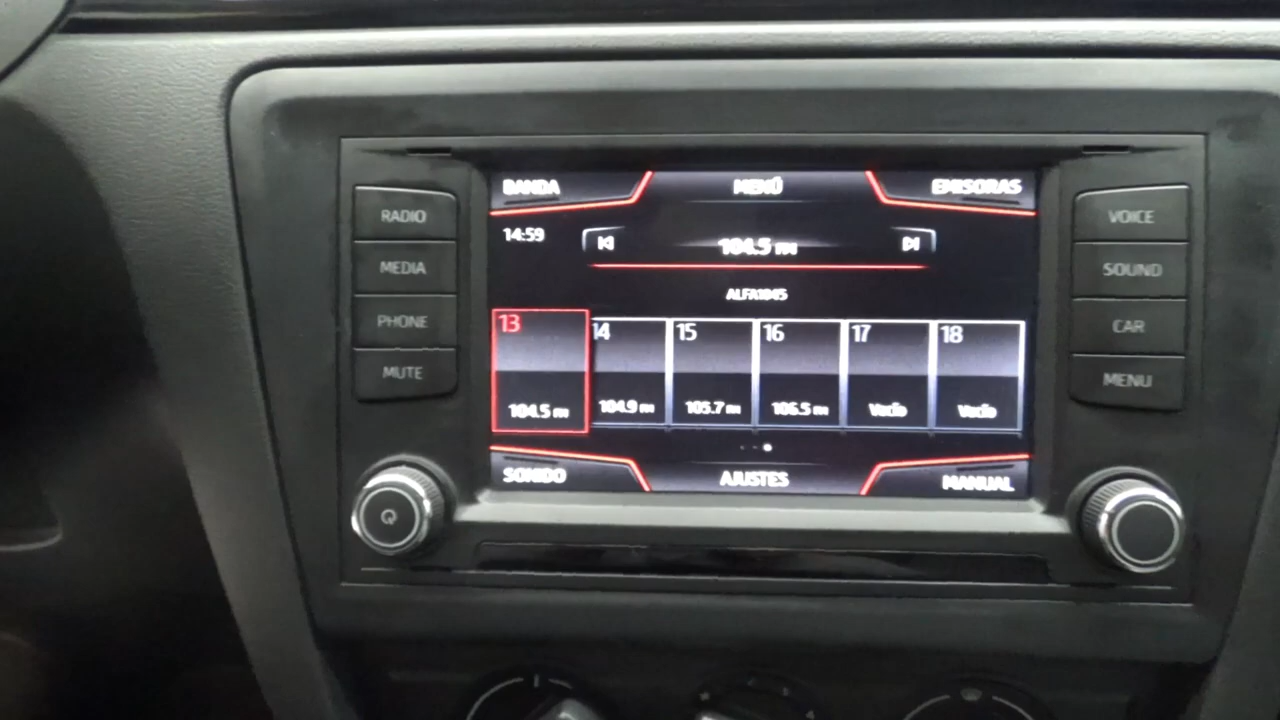 RADIO
MEDIA
PHONE
MUTE
BANDA MENÚ EMISORAS
14:59 104.5 FM
ALFA104.5
13 14 15 16 17 18
104.5 FM 104.9 FM 105.7 FM 106.5 FM Vacío Vacío
SONIDO AJUSTES MANUAL
VOICE
SOUND
CAR
MENU